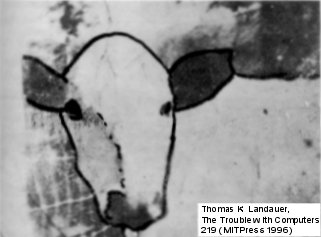 Thomas K. Landauer,
The Trouble with Computers
219 (MITPress 1996)